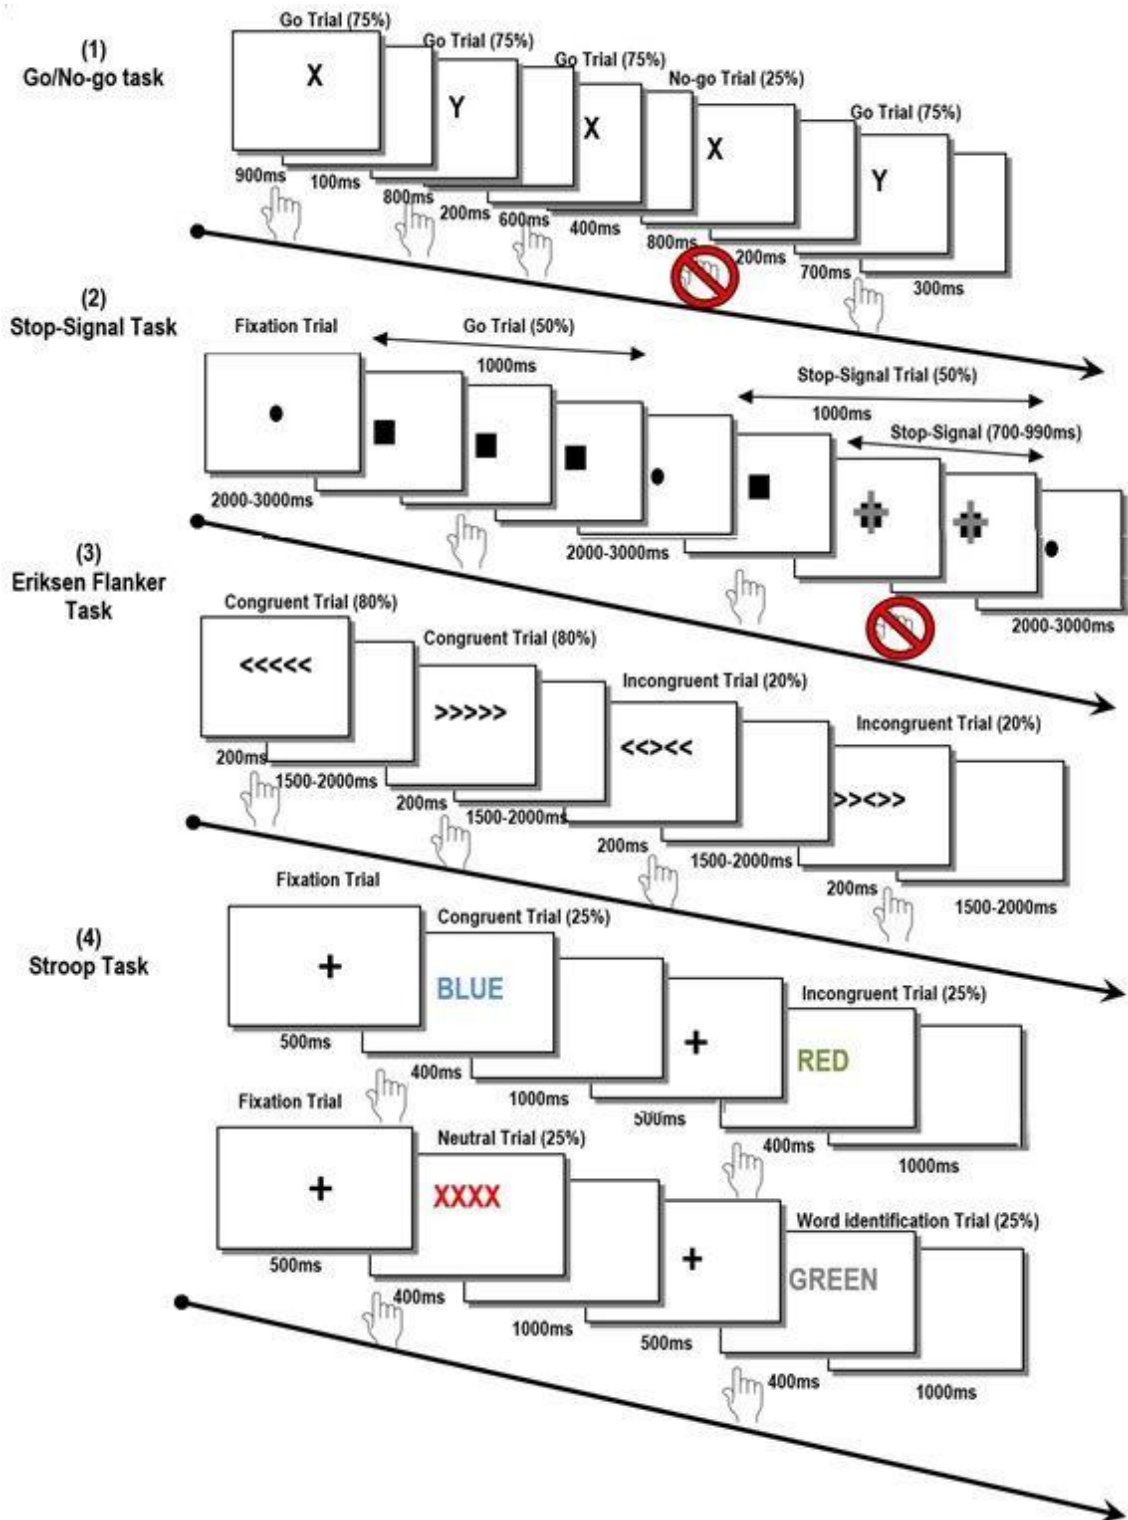 (1)
Go/No-go task
Go Trial (75%)
Go Trial (75%)
Go Trial (75%)
No-go Trial (25%)
Go Trial (75%)
X
Y
X
X
Y
900ms
100ms
800ms
200ms
600ms
400ms
800ms
200ms
700ms
300ms
(2)
Stop-Signal Task
Fixation Trial
Go Trial (50%)
1000ms
Stop-Signal Trial (50%)
1000ms
Stop-Signal (700-990ms)
2000-3000ms
2000-3000ms
2000-3000ms
(3)
Eriksen Flanker
Task
Congruent Trial (80%)
Congruent Trial (80%)
Incongruent Trial (20%)
Incongruent Trial (20%)
<<<<<
>>>>>
<<><<
>><>>
200ms
1500-2000ms
200ms
1500-2000ms
200ms
1500-2000ms
200ms
1500-2000ms
(4)
Stroop Task
Fixation Trial
Congruent Trial (25%)
Incongruent Trial (25%)
+
BLUE
+
RED
500ms
400ms
1000ms
500ms
400ms
1000ms
Fixation Trial
Neutral Trial (25%)
Word identification Trial (25%)
+
XXXX
+
GREEN
500ms
400ms
1000ms
500ms
400ms
1000ms